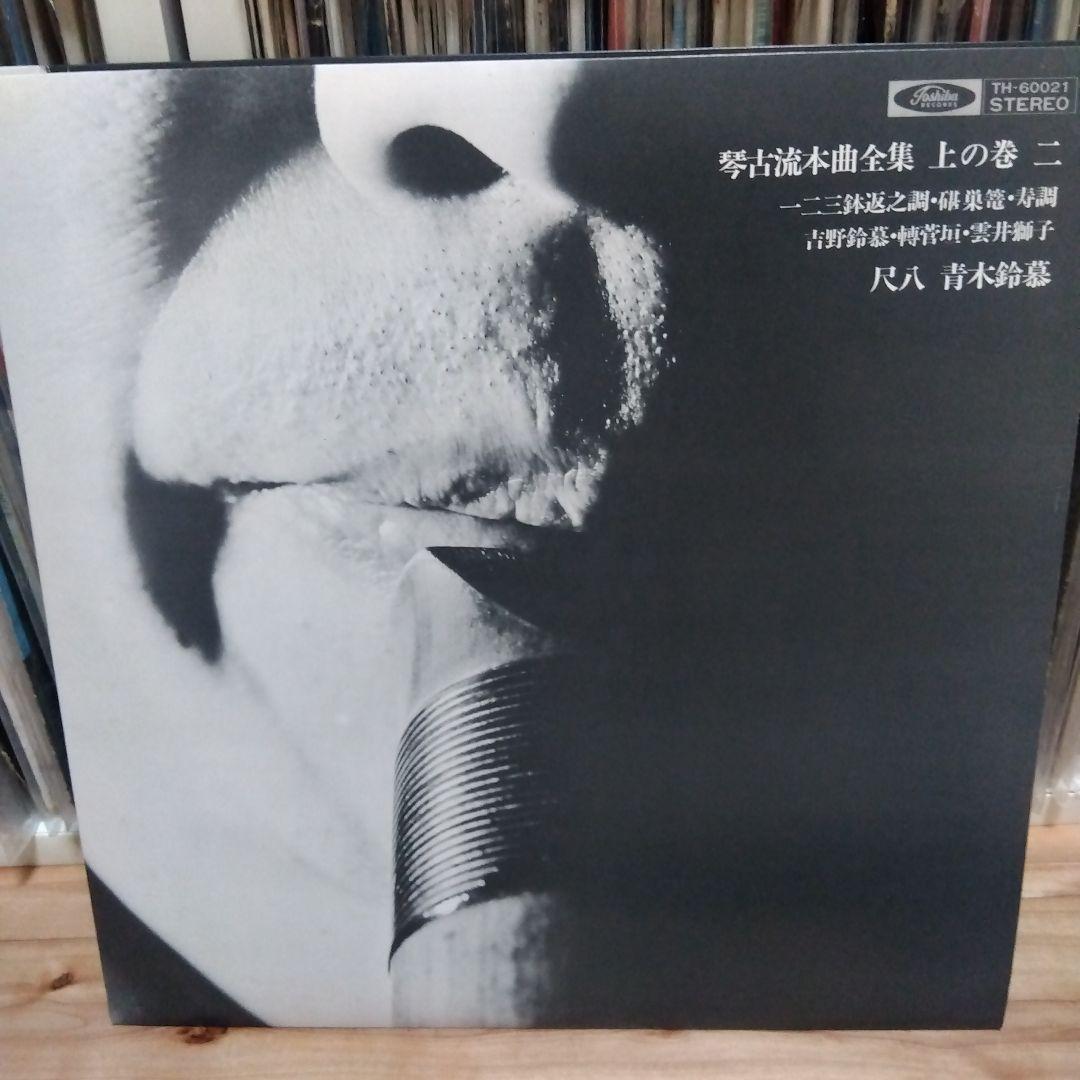 Toshiba
RECORDS
TH-60021
STEREO
琴古流本曲全集 上の巻 二
一二三鉢返之調・碪巣篭・寿調
吉野鈴慕・轉菅垣・雲井獅子
尺八 青木鈴慕